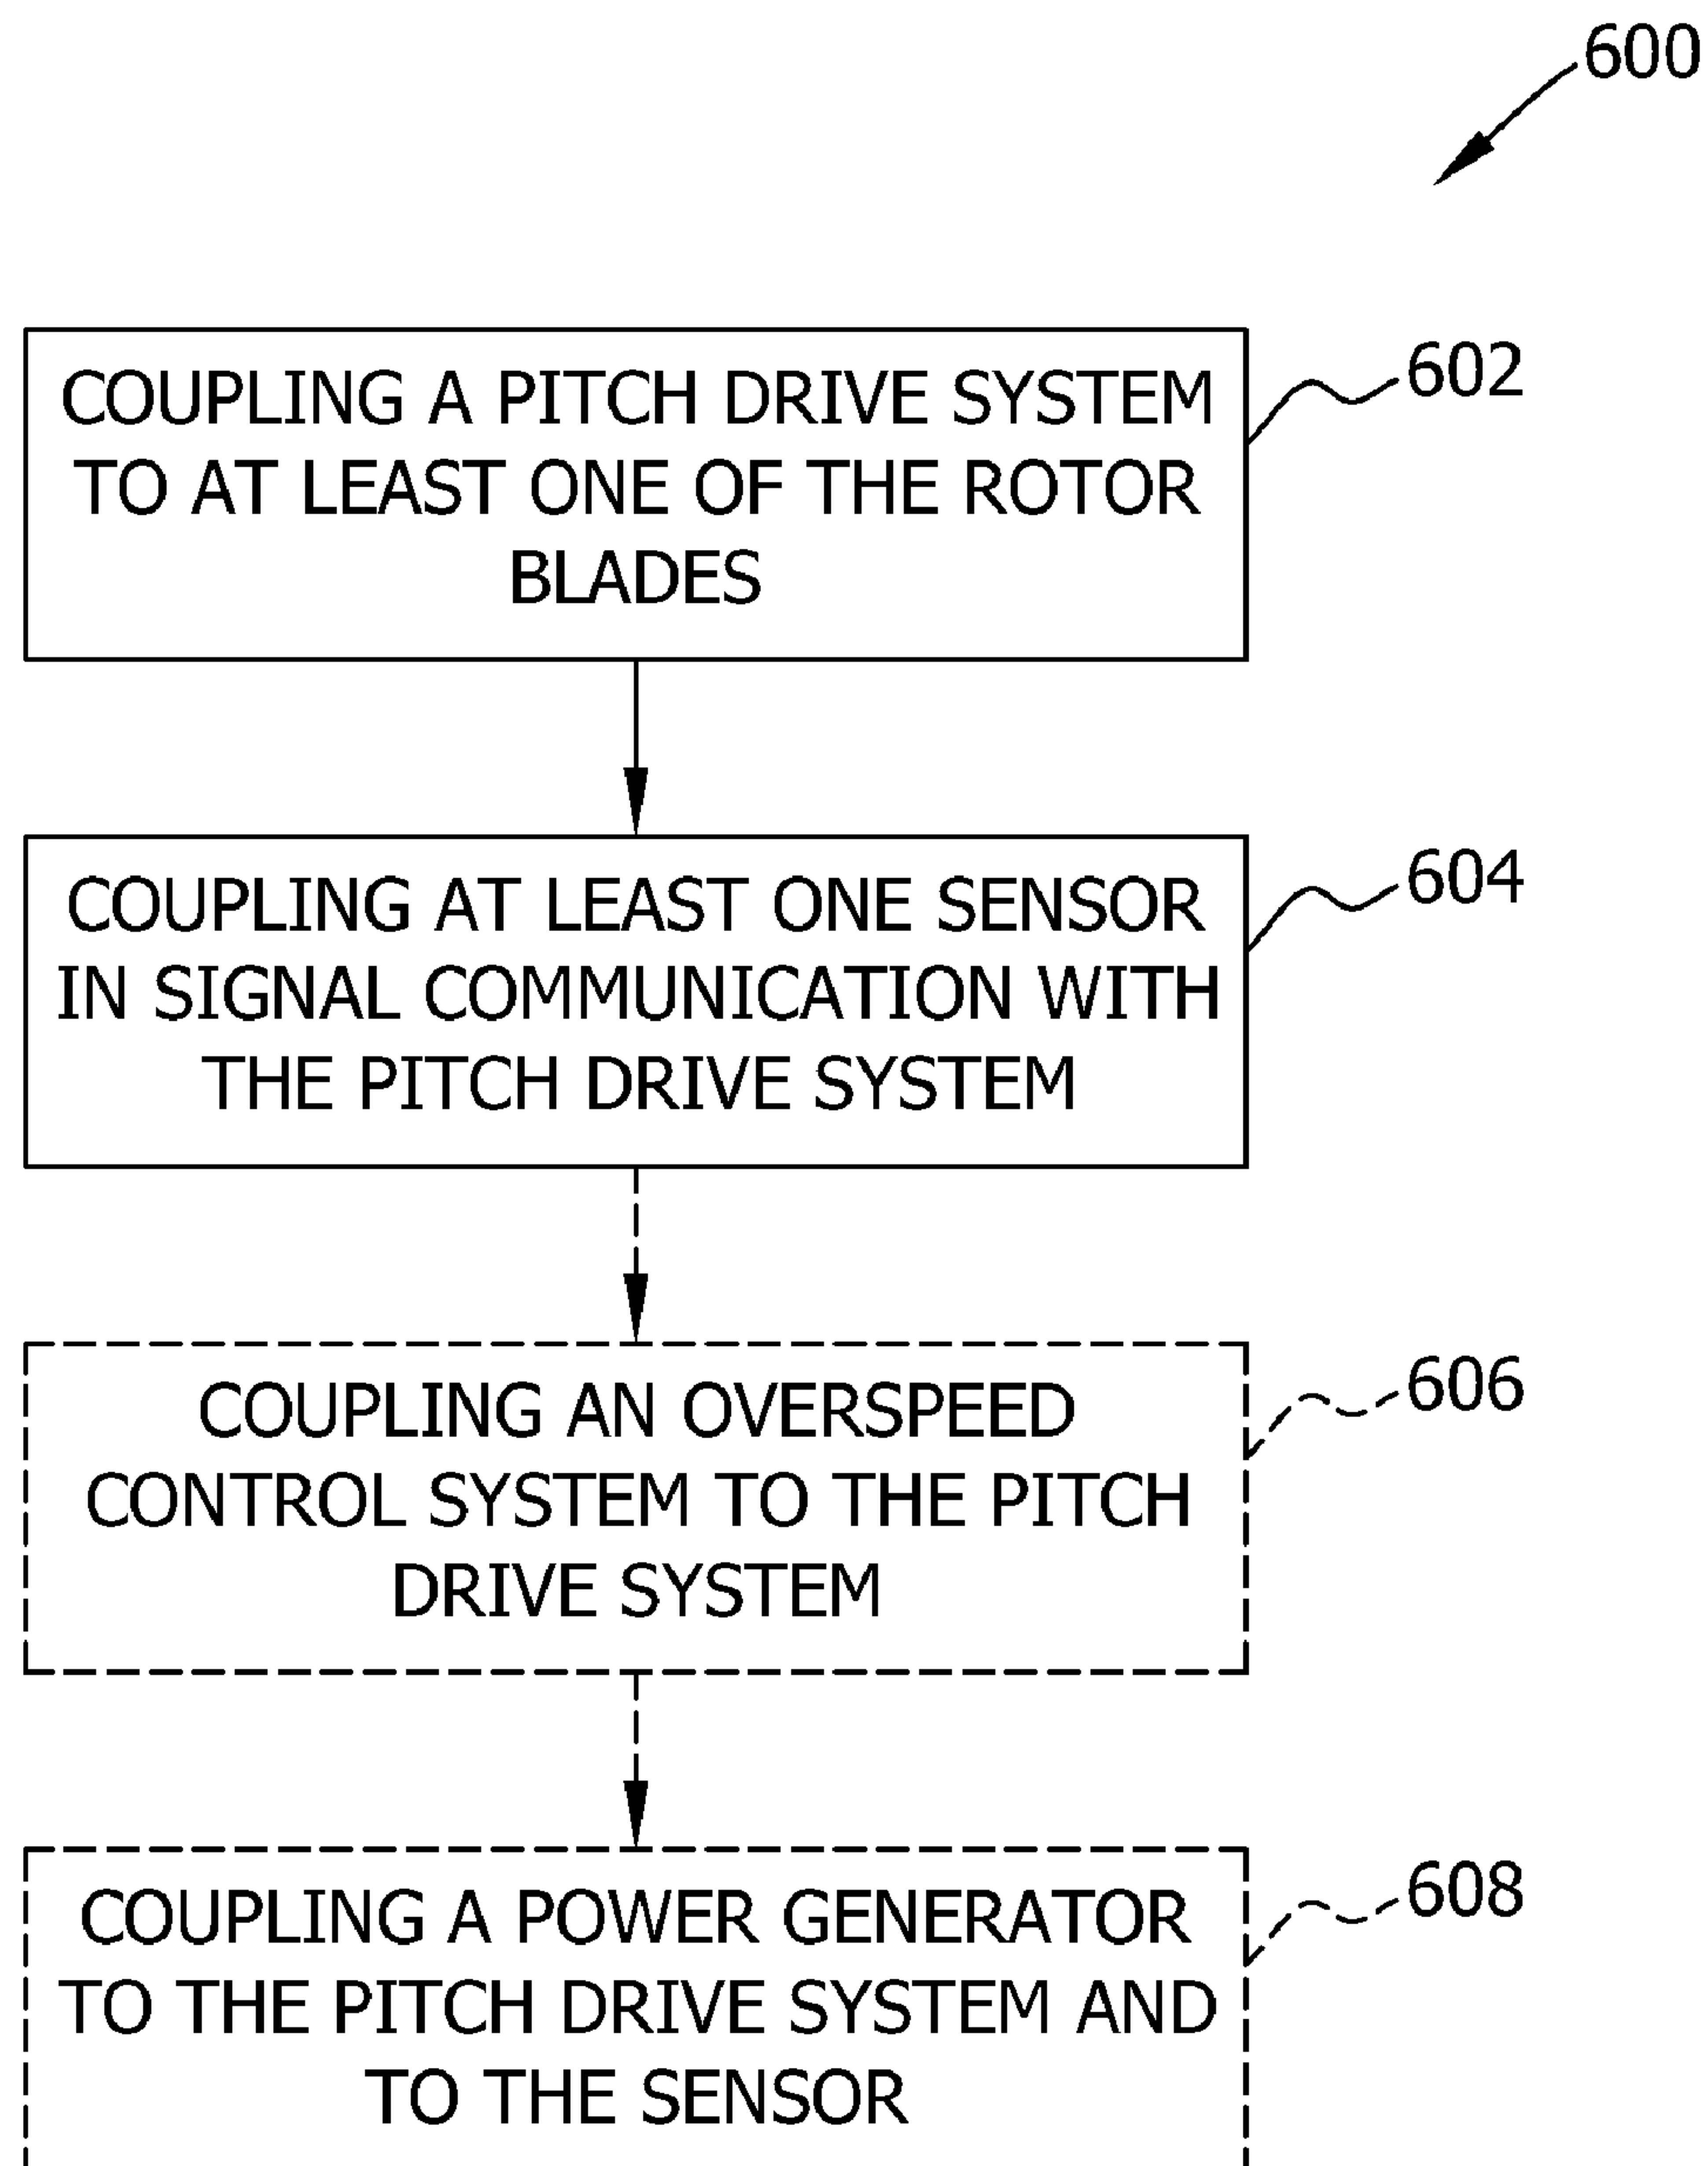 600
COUPLING A PITCH DRIVE SYSTEM
TO AT LEAST ONE OF THE ROTOR
BLADES
602
COUPLING AT LEAST ONE SENSOR
IN SIGNAL COMMUNICATION WITH
THE PITCH DRIVE SYSTEM
604
COUPLING AN OVERSPEED
CONTROL SYSTEM TO THE PITCH
DRIVE SYSTEM
606
COUPLING A POWER GENERATOR
TO THE PITCH DRIVE SYSTEM AND
TO THE SENSOR
608